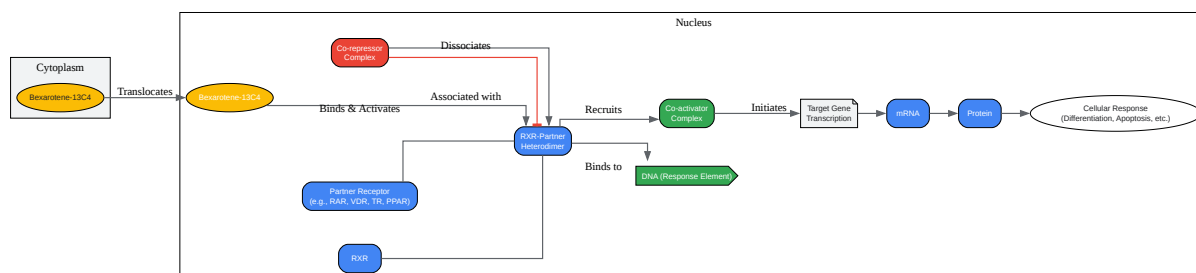 Nucleus
Cytoplasm
Bexarotene-13C4
Translocates
Bexarotene-13C4
Co-repressor
Complex
Dissociates
Associated with
Binds & Activates
RXR-Partner
Heterodimer
Partner Receptor
(e.g., RAR, VDR, TR, PPAR)
RXR
Recruits
Binds to
Co-activator
Complex
DNA (Response Element)
Initiates
Target Gene
Transcription
mRNA
Protein
Cellular Response
(Differentiation, Apoptosis, etc.)